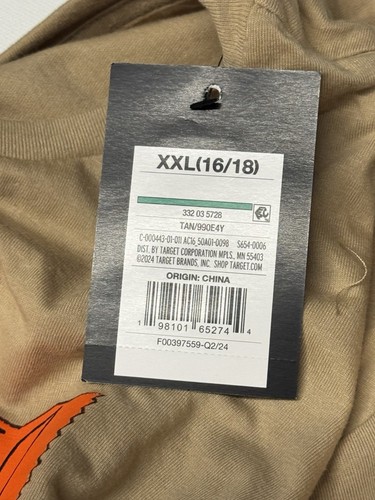 XXL(16/18)
332 03 5728
TAN/990E4Y
C-000443-01-011 AC16_50A01-0098 S654-0006
DIST. BY TARGET CORPORATION MPLS., MN 55403
©2024 TARGET BRANDS, INC. SHOP TARGET.COM
ORIGIN: CHINA
1 98101 65274 4
F00397559-Q2/24